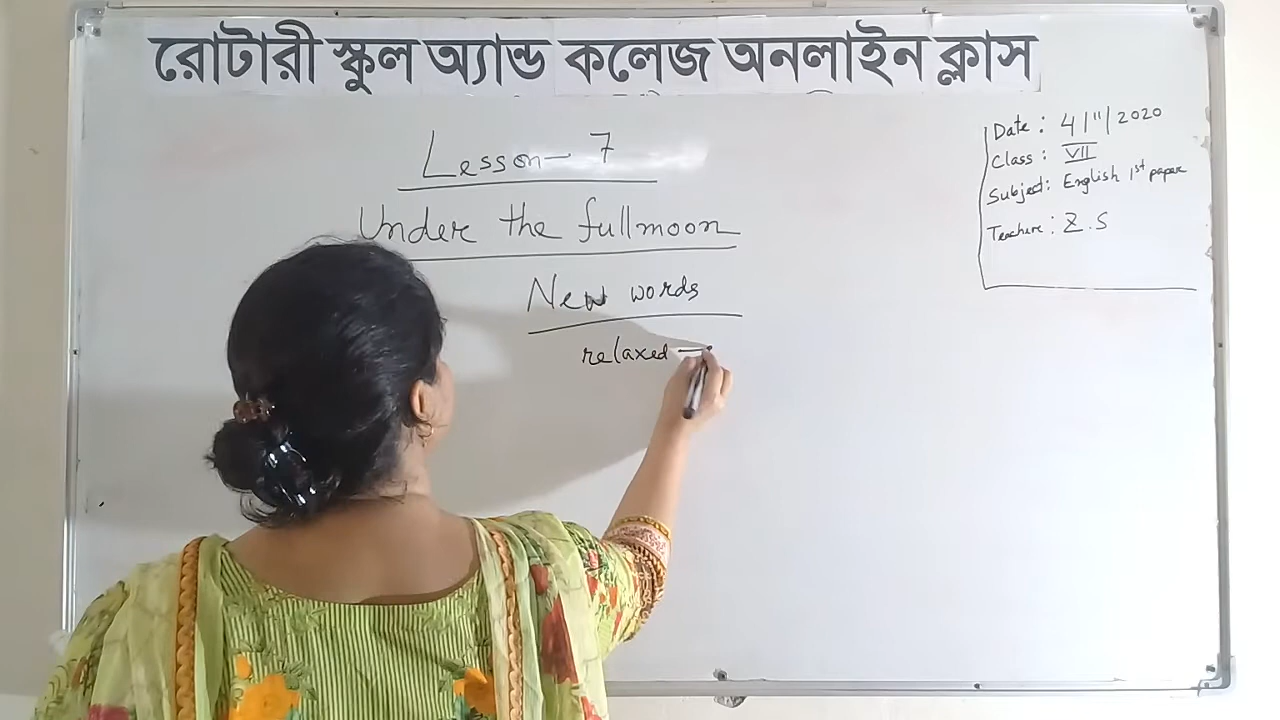 রোটারী স্কুল অ্যান্ড কলেজ অনলাইন ক্লাস
Lesson- 7
Under the fullmoon
New words
relaxed —
Date: 4/11/2020
Class: VII
Subject: English 1st paper
Teachere: Z.S